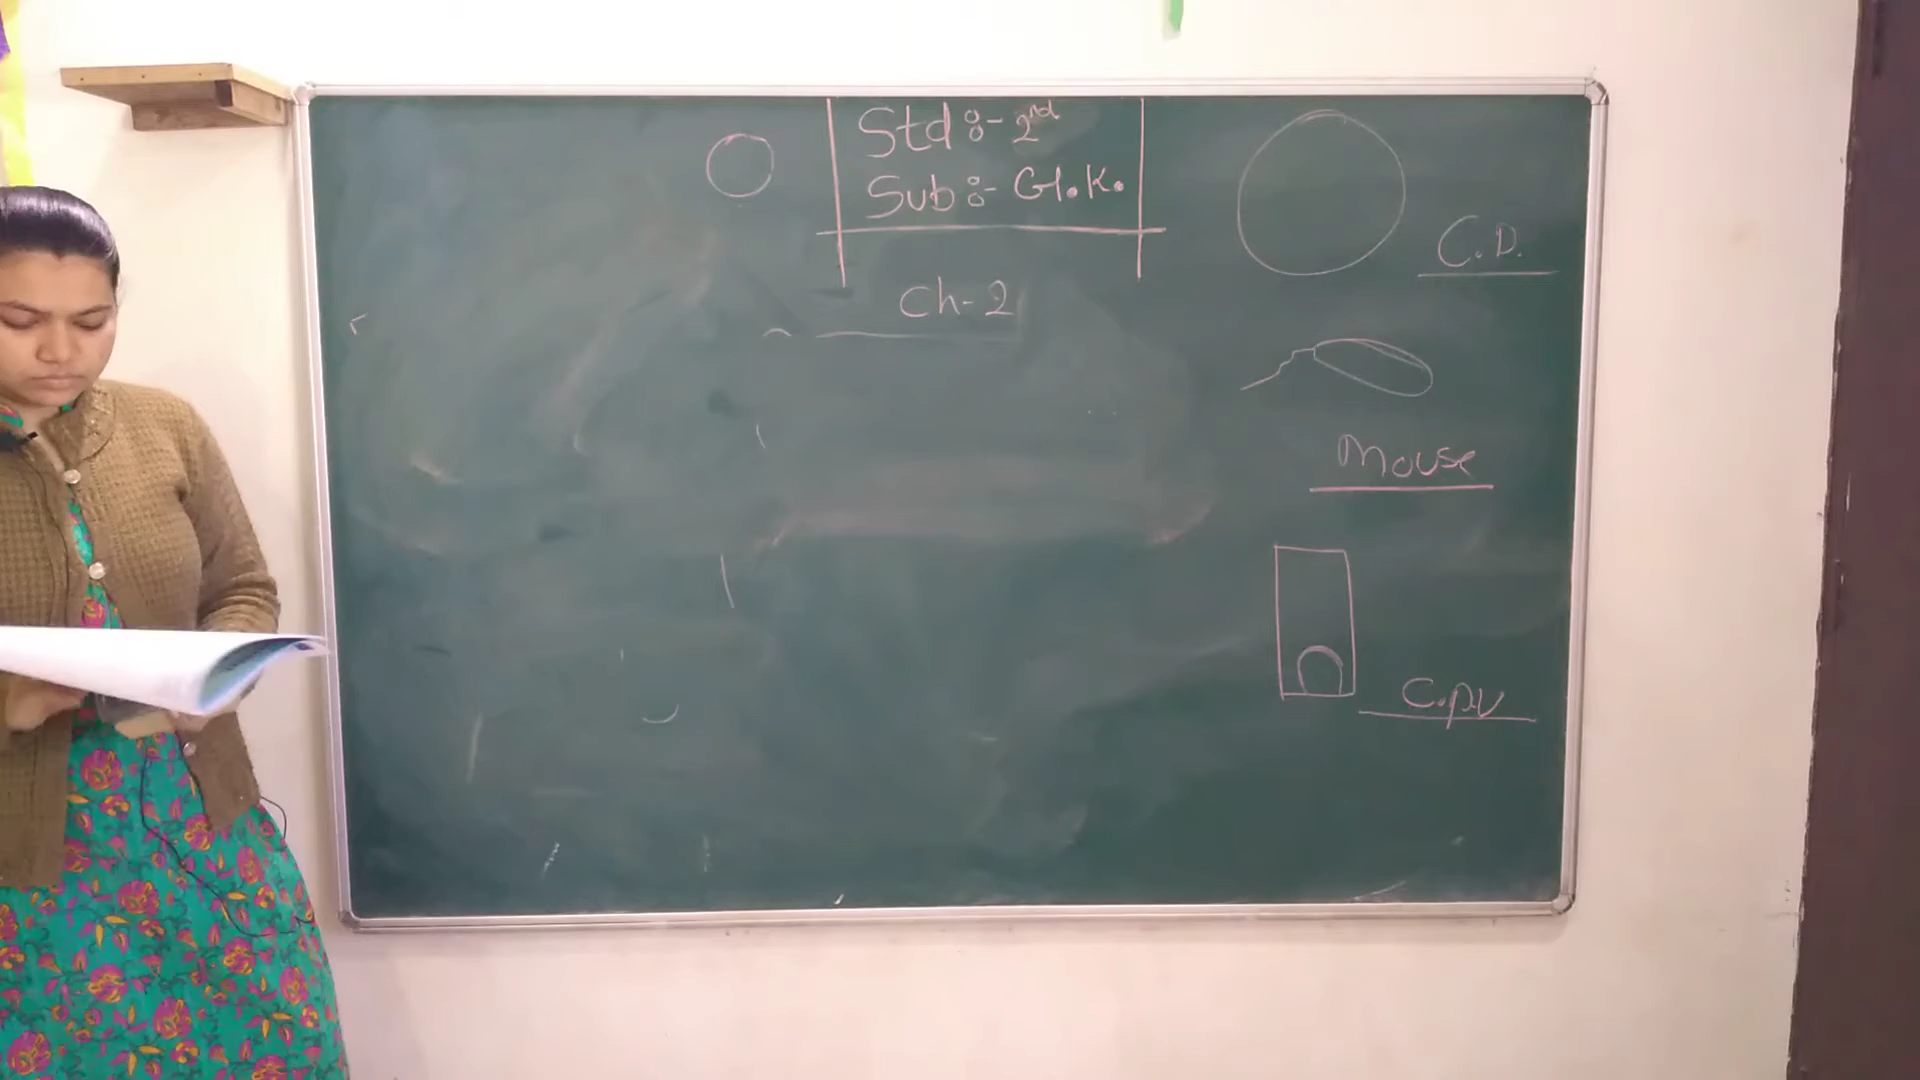 Std :- 2nd
Sub :- G.K.
Ch-2
C.D.
Mouse
C.P.U